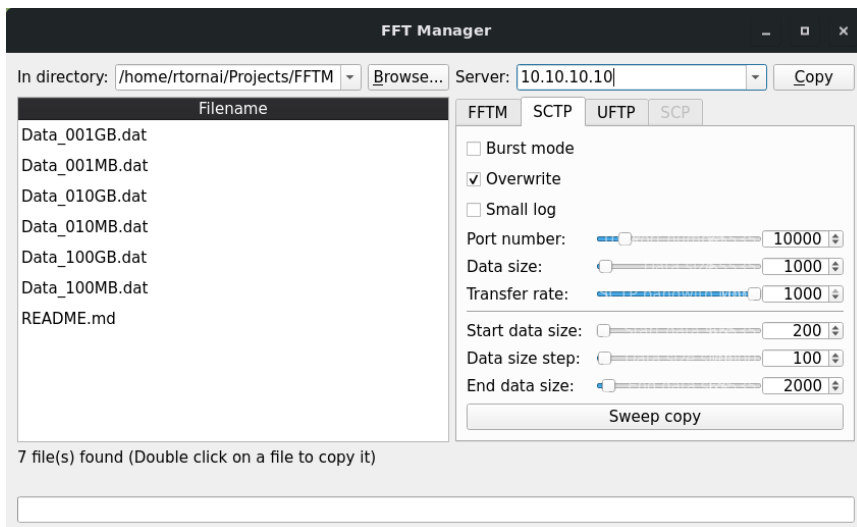 FFT Manager
In directory: /home/rtornai/Projects/FFTM Browse... Server: 10.10.10.10 Copy
Filename
Data_001GB.dat
Data_001MB.dat
Data_010GB.dat
Data_010MB.dat
Data_100GB.dat
Data_100MB.dat
README.md
FFTM SCTP UFTP SCP
Burst mode
Overwrite
Small log
Port number: 10000
Data size: 1000
Transfer rate: 1000
Start data size: 200
Data size step: 100
End data size: 2000
Sweep copy
7 file(s) found (Double click on a file to copy it)